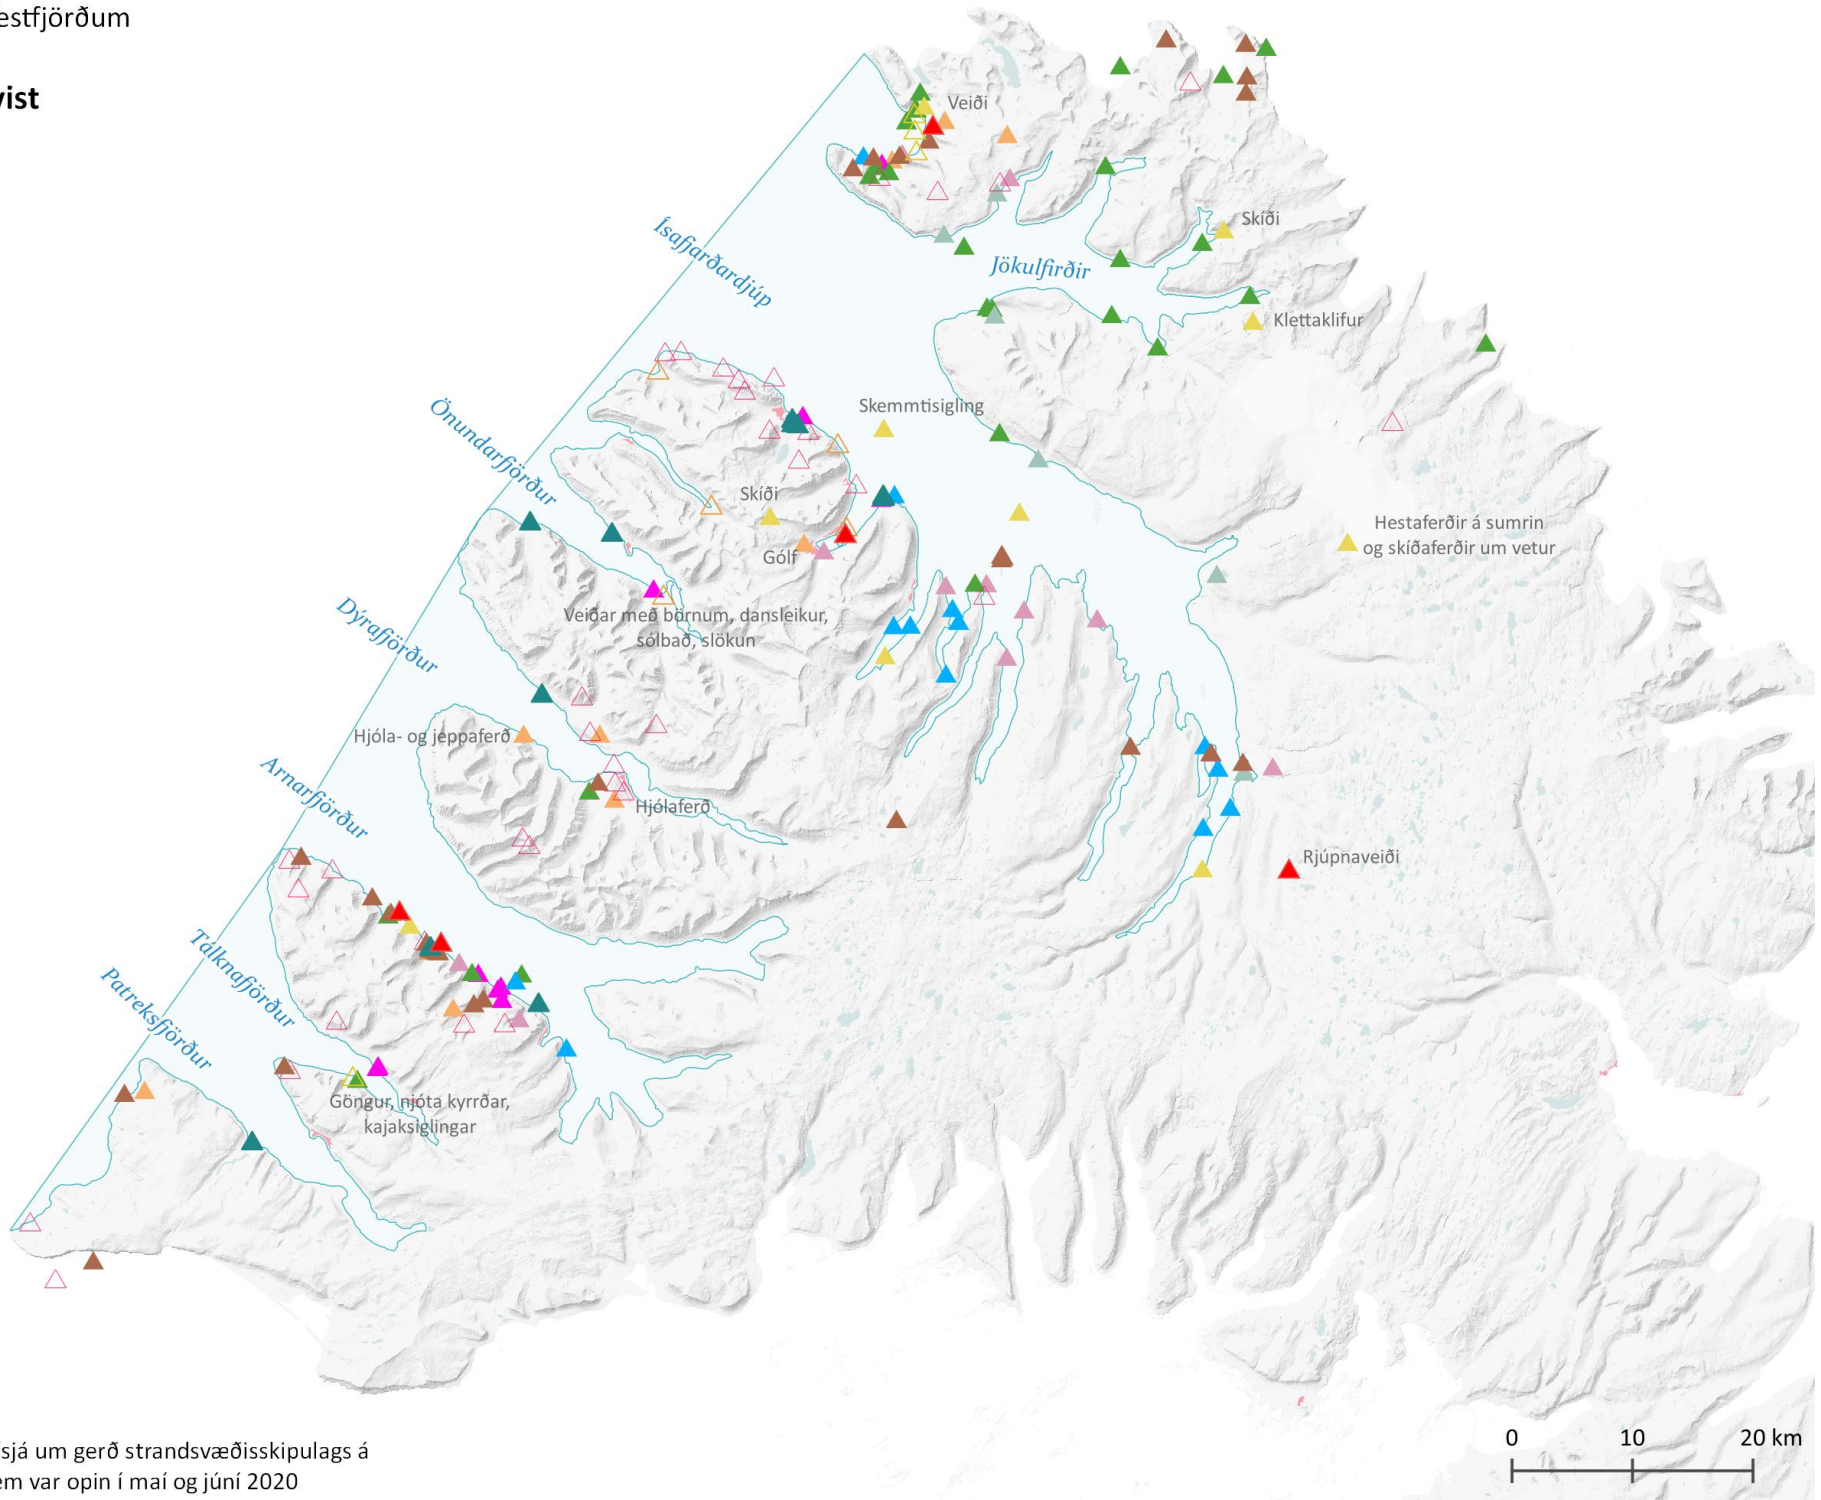 estfjörðum
vist
Veiði
Skíði
Ísafjarðardjúp
Jökulfirðir
Klettaklifur
Önundarfjörður
Skemmtisigling
Skíði
Hestaferðir á sumrin
og skíðaferðir um vetur
Gólf
Dýrafjörður
Veiðar með börnum, dansleikur,
sólbað, slökun
Hjóla- og jeppaferð
Arnarfjörður
Hjólaferð
Rjúpnaveiði
Tálknafjörður
Patreksfjörður
Göngur, njóta kyrrðar,
kajaksiglingar
sjá um gerð strandsvæðisskipulags á
em var opin í maí og júní 2020
0 10 20 km